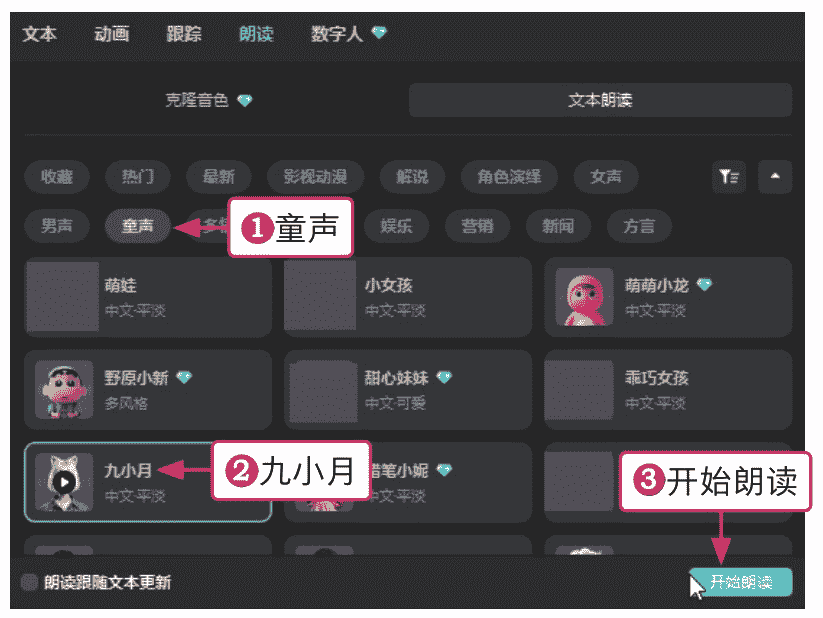 文本 动画 跟踪 朗读 数字人
克隆音色 文本朗读
收藏 热门 最新 影视动漫 解说 角色演绎 女声
男声 童声 ❶童声 娱乐 营销 新闻 方言
萌娃 小女孩 萌萌小龙
中文·平淡 中文·平淡 中文·平淡
野原小新 甜心妹妹 乖巧女孩
多风格 中文·可爱 中文·平淡
九小月 ❷九小月 蜡笔小妮
中文·平淡 中文·平淡
❸开始朗读
朗读跟随文本更新 开始朗读